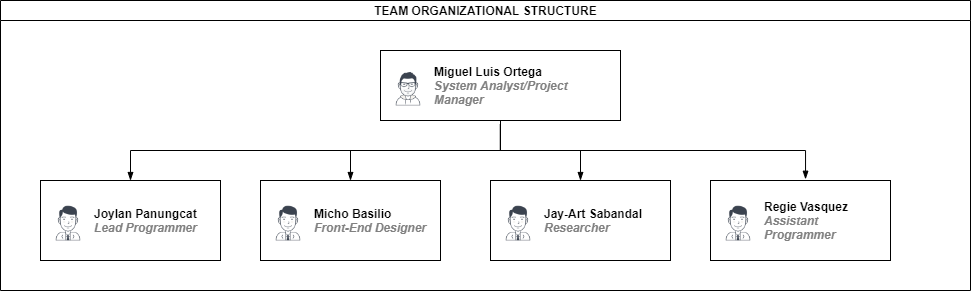 TEAM ORGANIZATIONAL STRUCTURE
Miguel Luis Ortega
System Analyst/Project
Manager
Joylan Panungcat
Lead Programmer
Micho Basilio
Front-End Designer
Jay-Art Sabandal
Researcher
Regie Vasquez
Assistant
Programmer